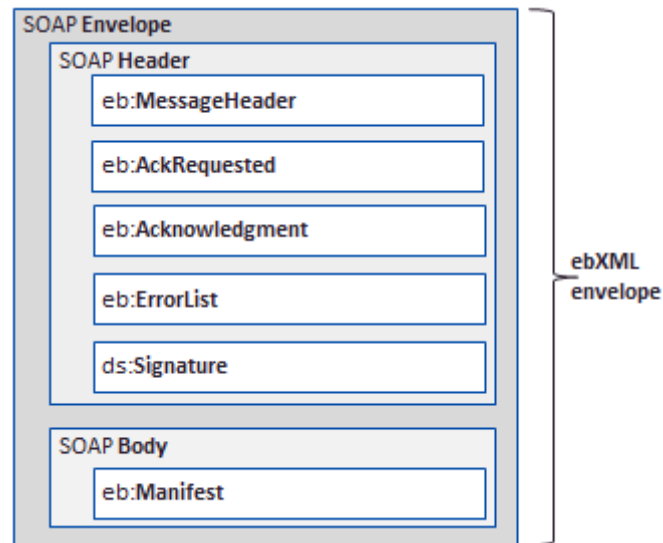 SOAP Envelope
SOAP Header
eb:MessageHeader
eb:AckRequested
eb:Acknowledgment
eb:ErrorList
ds:Signature
SOAP Body
eb:Manifest
ebXML
envelope